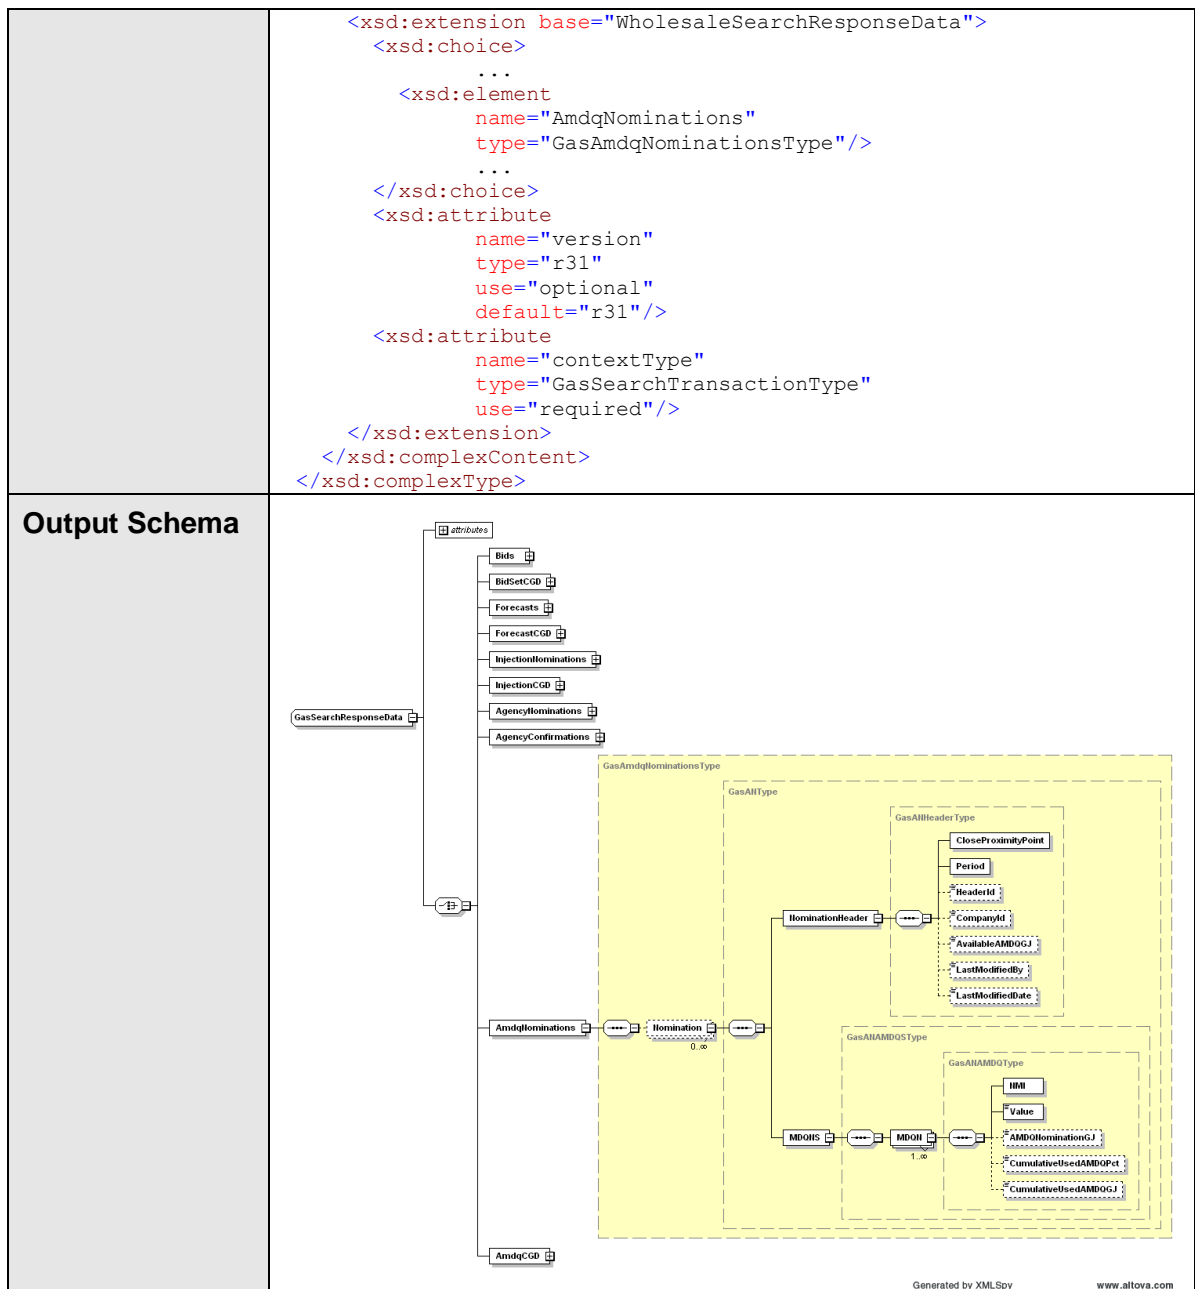 <xsd:extension base="WholesaleSearchResponseData">
<xsd:choice>
...
<xsd:element
name="AmdqNominations"
type="GasAmdqNominationsType"/>
...
</xsd:choice>
<xsd:attribute
name="version"
type="r31"
use="optional"
default="r31"/>
<xsd:attribute
name="contextType"
type="GasSearchTransactionType"
use="required"/>
</xsd:extension>
</xsd:complexContent>
</xsd:complexType>
Output Schema
attributes
Bids
BidSetCGD
Forecasts
ForecastCGD
InjectionNominations
InjectionCGD
GasSearchResponseData
AgencyNominations
AgencyConfirmations
GasAmdqNominationsType
GasANType
GasANHeaderType
CloseProximityPoint
Period
HeaderId
NominationHeader
CompanyId
AvailableAMDQGJ
LastModifiedBy
LastModifiedDate
AmdqNominations
Nomination
0..∞
GasANAMDQSType
GasANAMDQType
NMI
Value
MDQNS
MDQN
1..∞
AMDQNominationGJ
CumulativeUsedAMDQPct
CumulativeUsedAMDQGJ
AmdqCGD
Generated by XMLSpy
www.altova.com